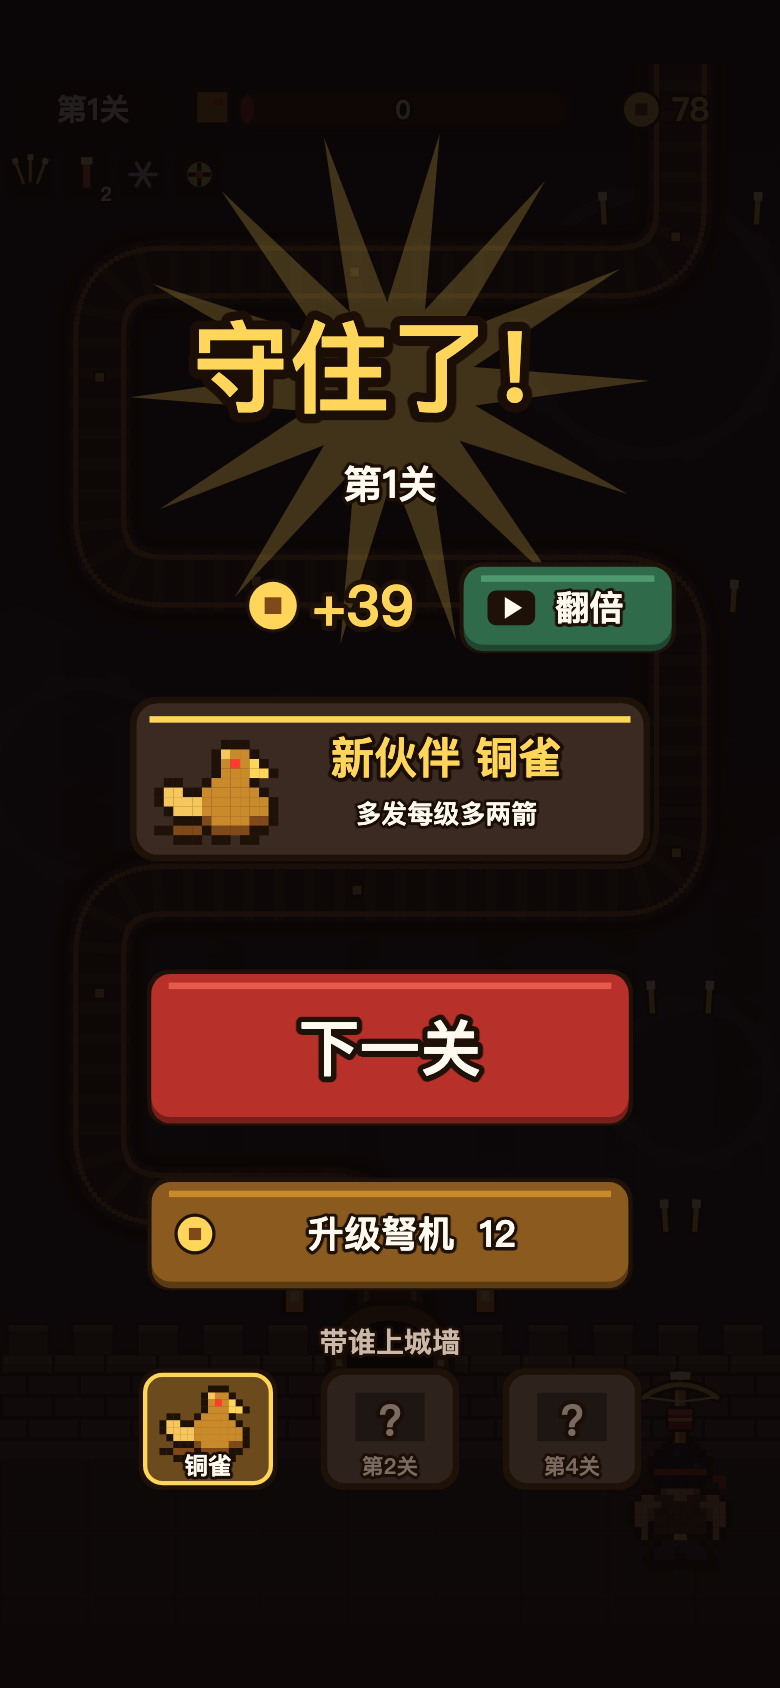 第1关
0
78
2
守住了！
第1关
+39
翻倍
新伙伴 铜雀
多发每级多两箭
下一关
升级弩机 12
带谁上城墙
铜雀
?
第2关
?
第4关